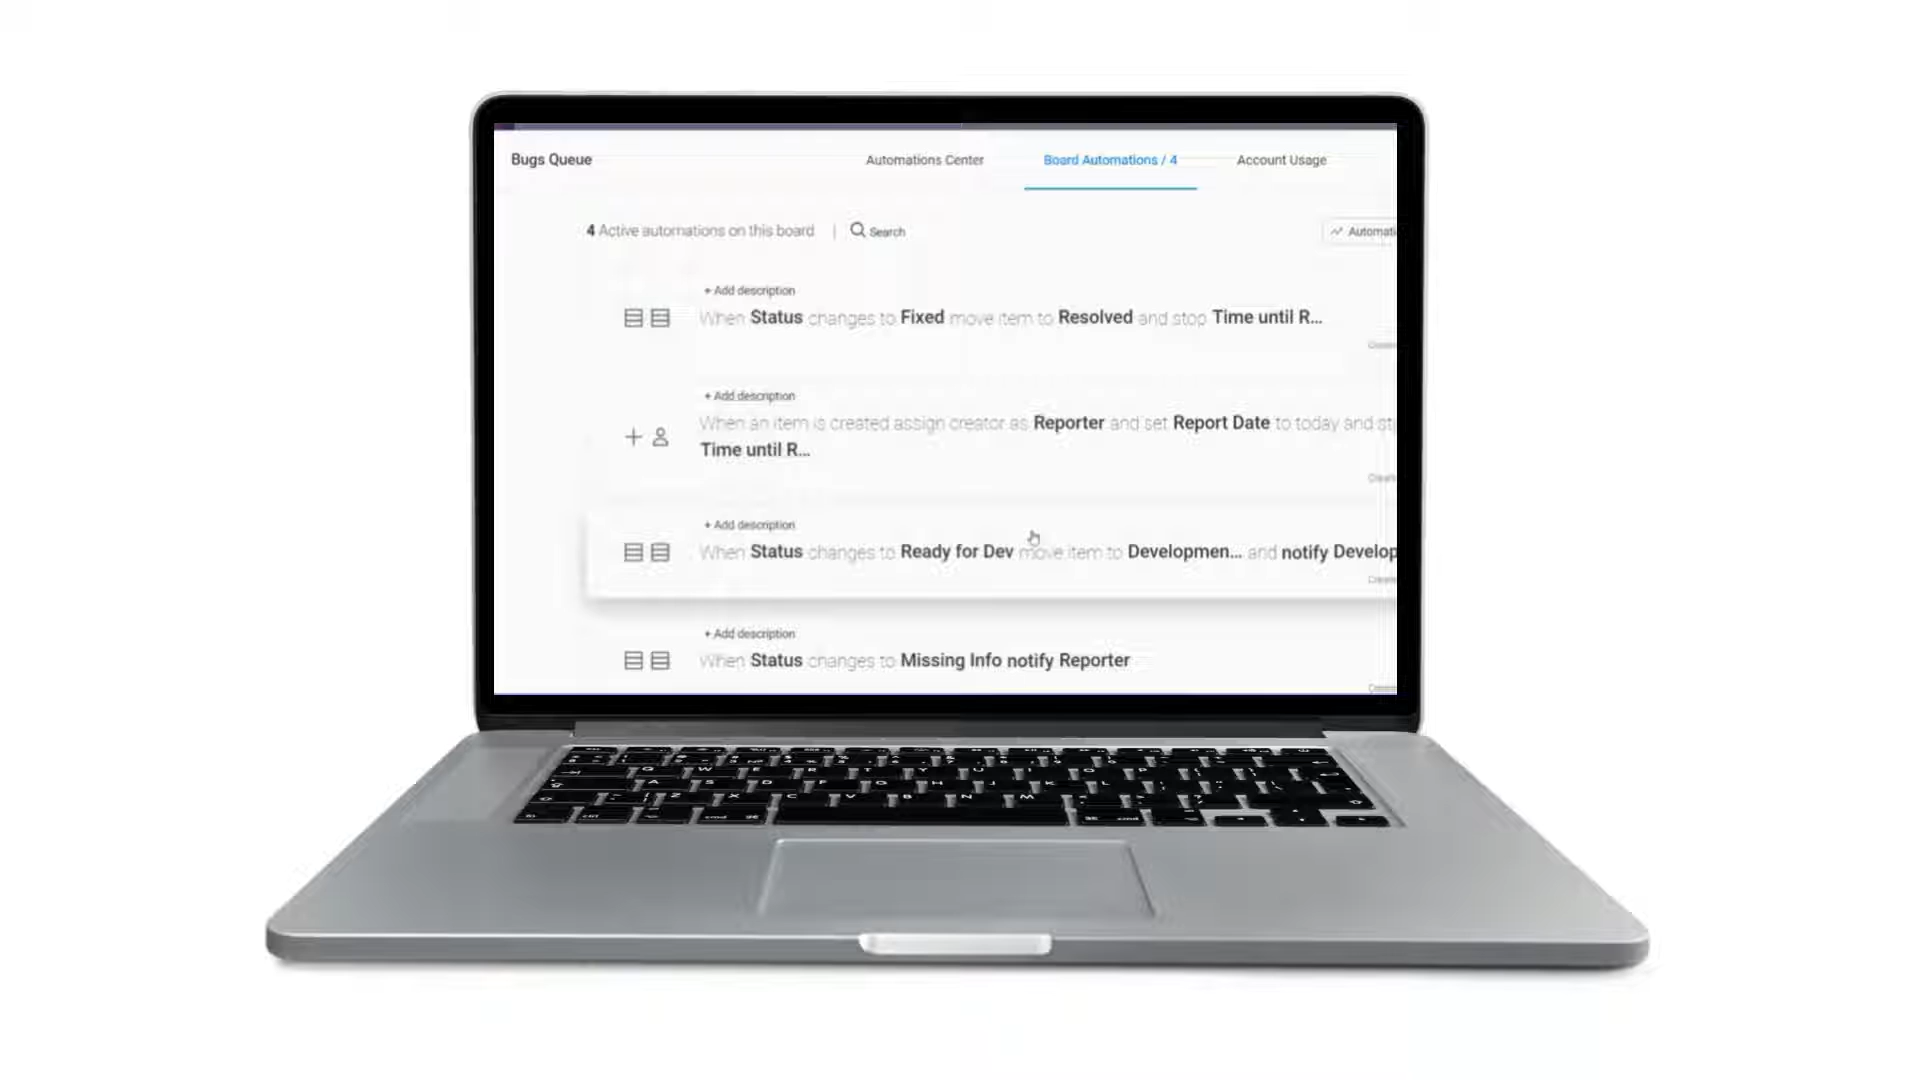 Bugs Queue
Automations Center
Board Automations / 4
Account Usage
4 Active automations on this board
Search
+ Add description
When Status changes to Fixed move item to Resolved and stop Time until R...
+ Add description
When an item is created assign creator as Reporter and set Report Date to today and
Time until R...
+ Add description
When Status changes to Ready for Dev move item to Developmen... and notify Develop
+ Add description
When Status changes to Missing Info notify Reporter